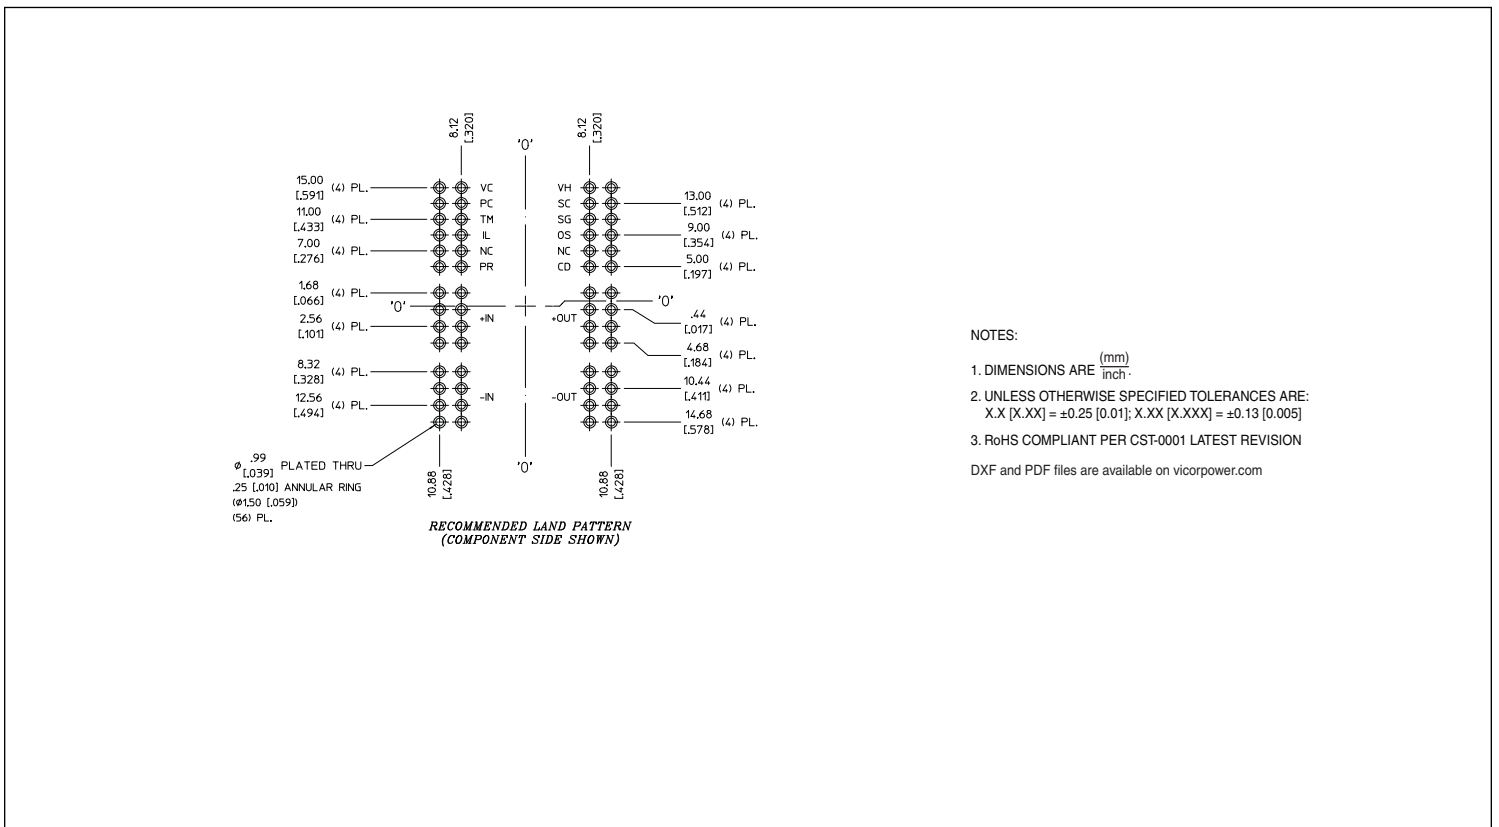 8.12
[.320]
8.12
[.320]
'0'
15.00
[.591]
(4) PL.
11.00
[.433]
(4) PL.
7.00
[.276]
(4) PL.
1.68
[.066]
(4) PL.
2.56
[.101]
(4) PL.
8.32
[.328]
(4) PL.
12.56
[.494]
(4) PL.
VC
PC
TM
IL
NC
PR
'0'
+IN
-IN
VH
SC
SG
OS
NC
CD
+OUT
-OUT
'0'
13.00
[.512]
(4) PL.
9.00
[.354]
(4) PL.
5.00
[.197]
(4) PL.
.44
[.017]
(4) PL.
4.68
[.184]
(4) PL.
10.44
[.411]
(4) PL.
14.68
[.578]
(4) PL.
ø .99
[.039] PLATED THRU
.25 [.010] ANNULAR RING
(ø1.50 [.059])
(56) PL.
10.88
[.428]
'0'
10.88
[.428]
RECOMMENDED LAND PATTERN
(COMPONENT SIDE SHOWN)
NOTES:
1. DIMENSIONS ARE (mm)
inch.
2. UNLESS OTHERWISE SPECIFIED TOLERANCES ARE:
X.X [X.XX] = ±0.25 [0.01]; X.XX [X.XXX] = ±0.13 [0.005]
3. RoHS COMPLIANT PER CST-0001 LATEST REVISION
DXF and PDF files are available on vicorpower.com